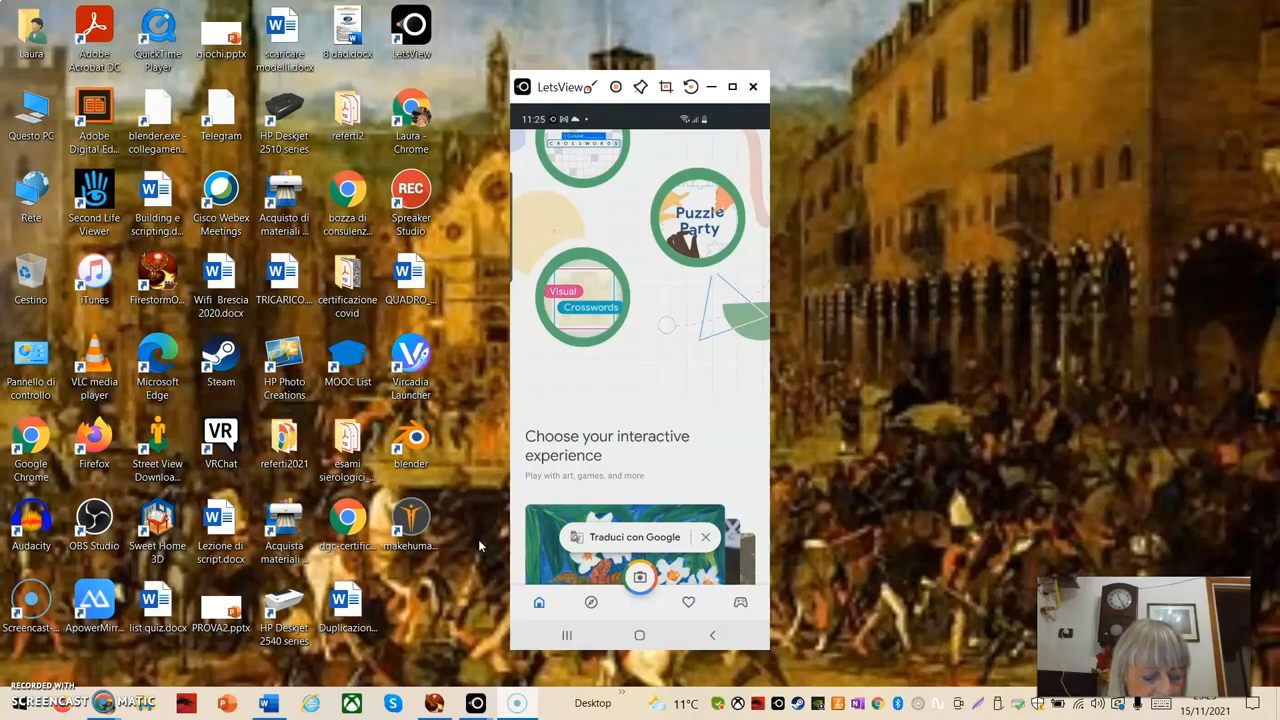 Laura
Adobe
Acrobat DC
QuickTime
Player
giochi.pptx
scaricare
modelli.docx
8 dad.docx
LetsView
Questo PC
Adobe
Digital Ed...
blender.exe -
collegamen...
Telegram
HP Deskjet
2510 series
referti2
Laura -
Chrome
Rete
Second Life
Viewer
Building e
scripting.d...
Cisco Webex
Meetings
Acquisto di
materiali ...
bozza di
consulenz...
REC
Spreaker
Studio
Cestino
iTunes
FirestormO...
Wifi Brescia
2020.docx
TRICARICO....
certificazione
covid
QUADRO_...
Pannello di
controllo
VLC media
player
Microsoft
Edge
Steam
HP Photo
Creations
MOOC List
Vircadia
Launcher
Google
Chrome
Firefox
Street View
Downloa...
VR
VRChat
referti2021
esami
sierologici_...
blender
Audacity
OBS Studio
Sweet Home
3D
Lezione di
script.docx
Acquista
materiali ...
dgc-certific...
makehuma...
Screencast-...
ApowerMirr...
list quiz.docx
PROVA2.pptx
HP Deskjet
2540 series
Duplicazion...
LetsView
11:25
CROSSWORDS
Puzzle
Party
Visual
Crosswords
Choose your interactive
experience
Play with art, games, and more
Traduci con Google
RECORDED WITH
SCREENCAST MATIC
Desktop
11°C
15/11/2021